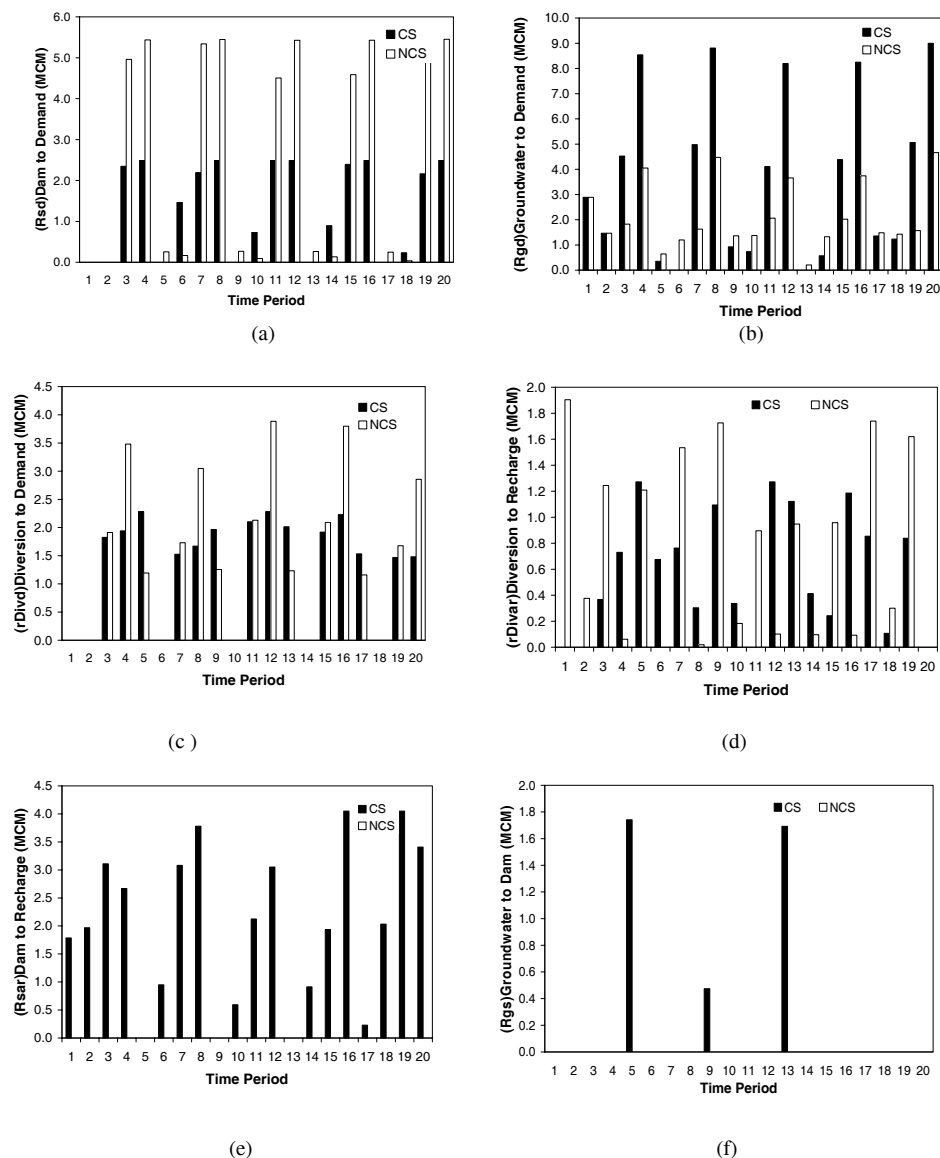 (Rsd)Dam to Demand (MCM)
6.0
5.0
4.0
3.0
2.0
1.0
0.0
CS
NCS
1 2 3 4 5 6 7 8 9 10 11 12 13 14 15 16 17 18 19 20
Time Period
(a)
(Rgd)Groundwater to Demand (MCM)
10.0
9.0
8.0
7.0
6.0
5.0
4.0
3.0
2.0
1.0
0.0
CS
NCS
1 2 3 4 5 6 7 8 9 10 11 12 13 14 15 16 17 18 19 20
Time Period
(b)
(rDivd)Diversion to Demand (MCM)
4.5
4.0
3.5
3.0
2.5
2.0
1.5
1.0
0.5
0.0
CS
NCS
1 2 3 4 5 6 7 8 9 10 11 12 13 14 15 16 17 18 19 20
Time Period
(c )
(rDivar)Diversion to Recharge (MCM)
2.0
1.8
1.6
1.4
1.2
1.0
0.8
0.6
0.4
0.2
0.0
CS NCS
1 2 3 4 5 6 7 8 9 10 11 12 13 14 15 16 17 18 19 20
Time Period
(d)
(Rsar)Dam to Recharge (MCM)
4.5
4.0
3.5
3.0
2.5
2.0
1.5
1.0
0.5
0.0
CS
NCS
1 2 3 4 5 6 7 8 9 10 11 12 13 14 15 16 17 18 19 20
Time Period
(e)
(Rgs)Groundwater to Dam (MCM)
2.0
1.8
1.6
1.4
1.2
1.0
0.8
0.6
0.4
0.2
0.0
CS NCS
1 2 3 4 5 6 7 8 9 10 11 12 13 14 15 16 17 18 19 20
Time Period
(f)